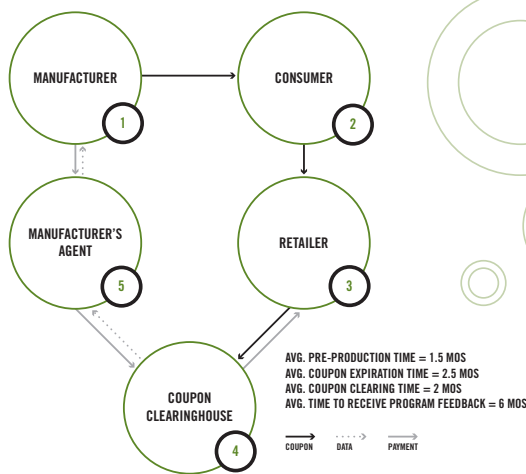 MANUFACTURER
1
CONSUMER
2
MANUFACTURER'S
AGENT
5
RETAILER
3
COUPON
CLEARINGHOUSE
4
AVG. PRE-PRODUCTION TIME = 1.5 MOS
AVG. COUPON EXPIRATION TIME = 2.5 MOS
AVG. COUPON CLEARING TIME = 2 MOS
AVG. TIME TO RECEIVE PROGRAM FEEDBACK = 6 MOS
COUPON DATA PAYMENT